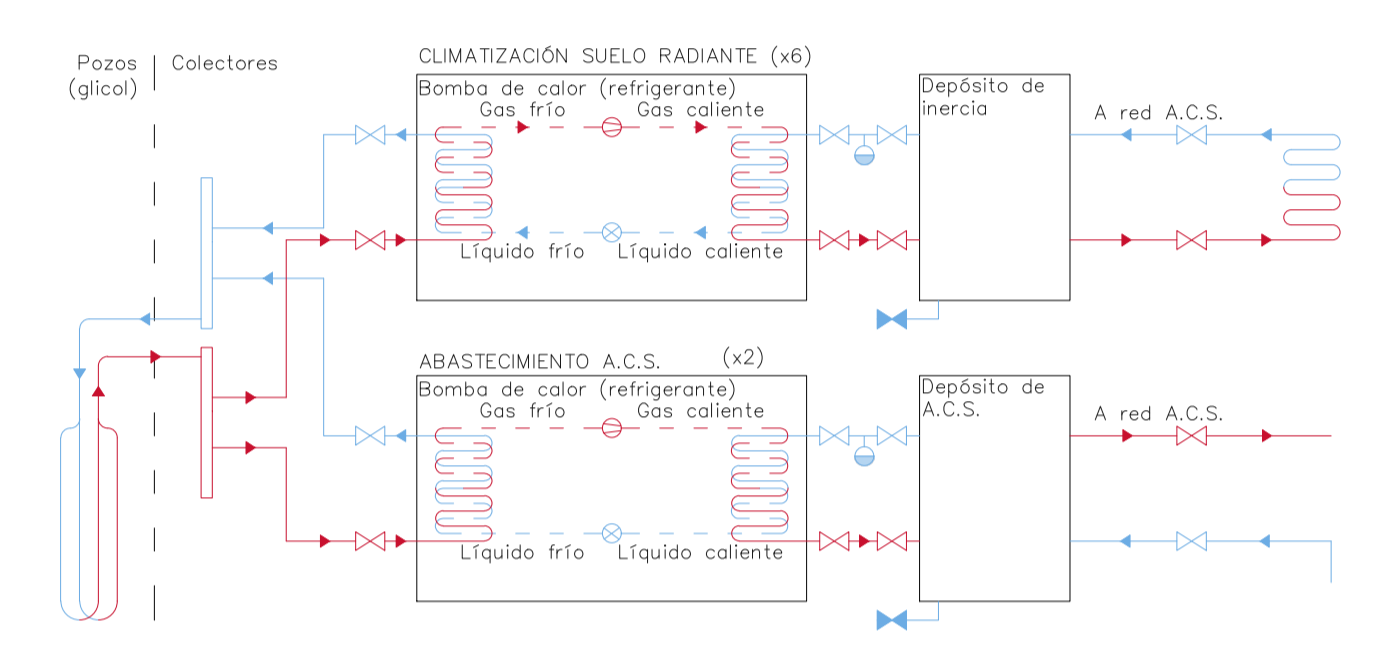 Pozos
(glicol)
Colectores
CLIMATIZACIÓN SUELO RADIANTE (x6)
Bomba de calor (refrigerante)
Gas frío
Gas caliente
Líquido frío
Líquido caliente
Depósito de
inercia
A red A.C.S.
ABASTECIMIENTO A.C.S. (x2)
Bomba de calor (refrigerante)
Gas frío
Gas caliente
Líquido frío
Líquido caliente
Depósito de
A.C.S.
A red A.C.S.